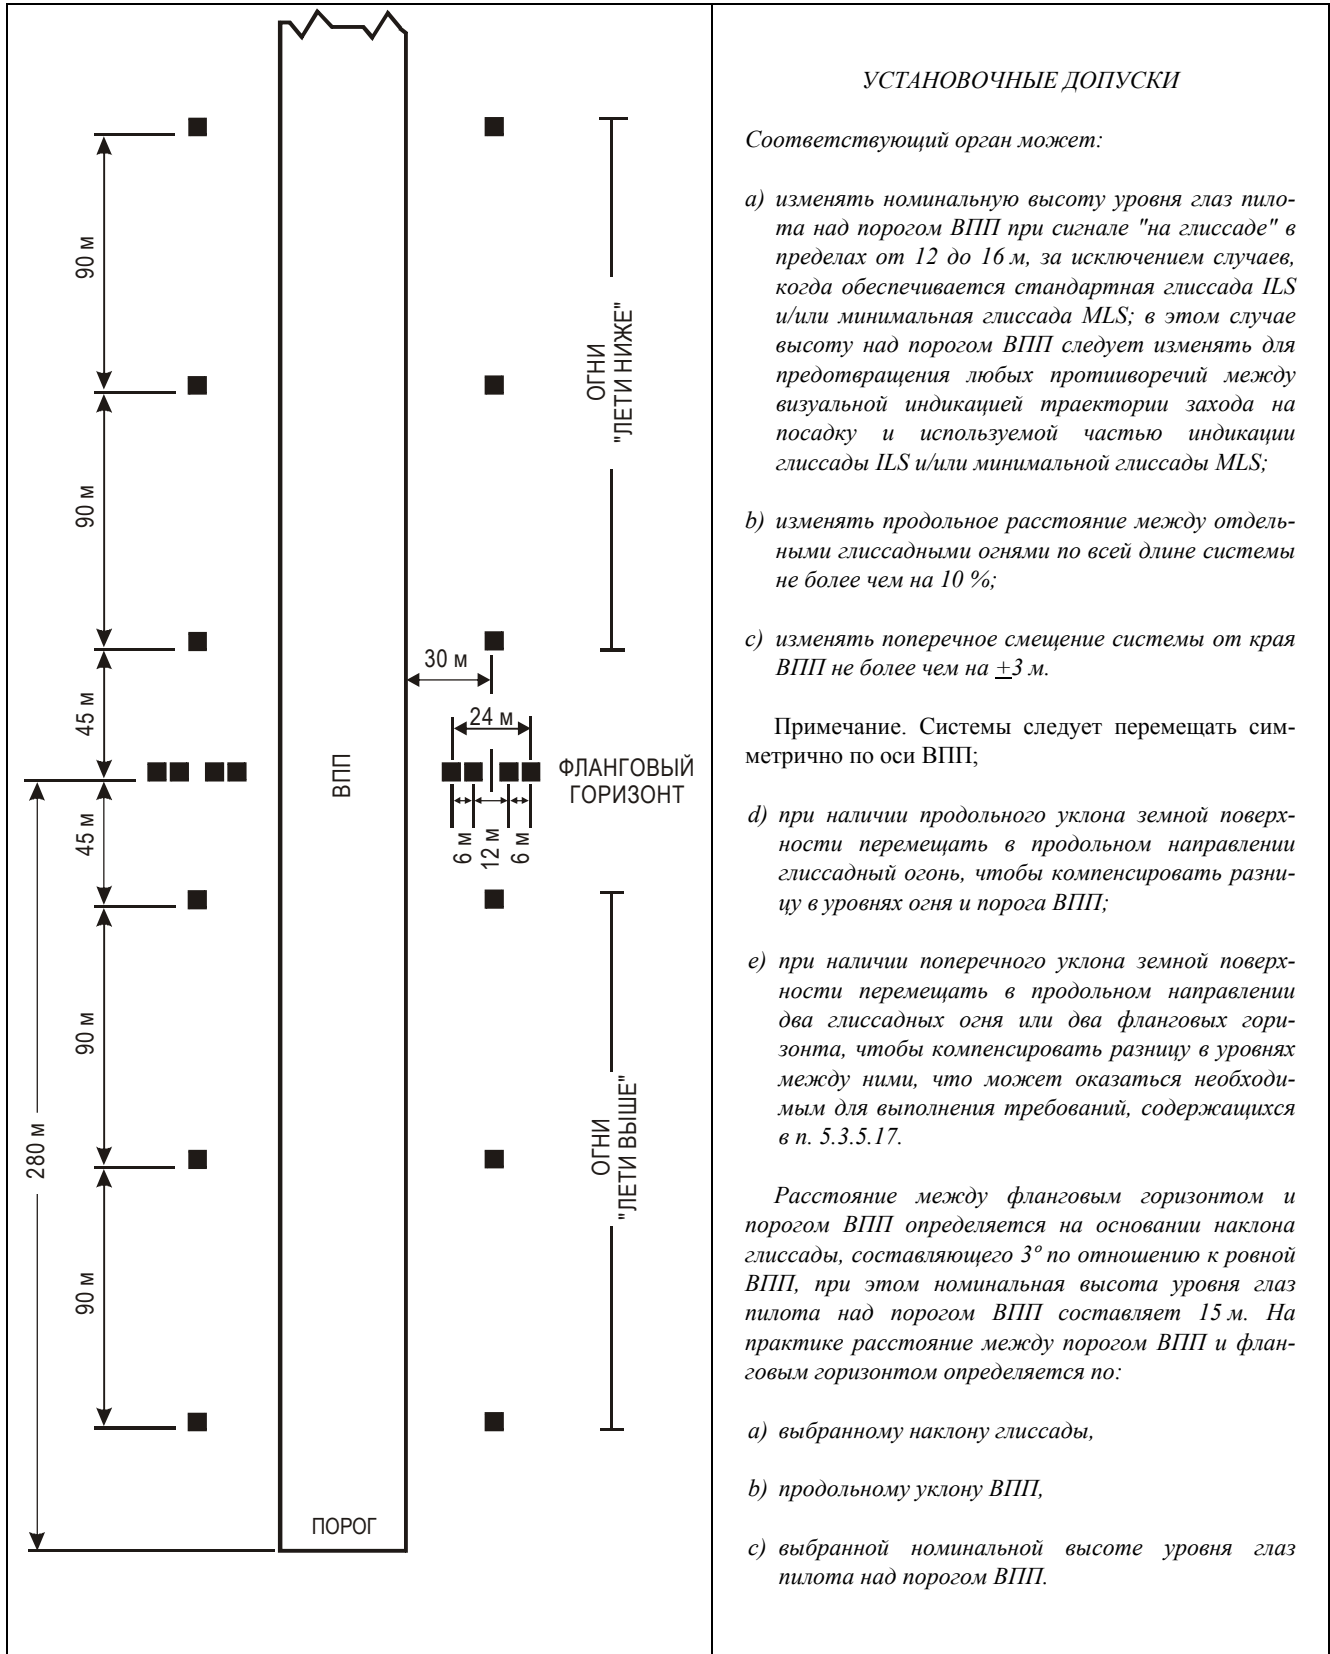 90 м
90 м
45 м
45 м
90 м
90 м
280 м
ВПП
ПОРОГ
30 м
24 м
6 м
12 м
6 м
ФЛАНГОВЫЙ
ГОРИЗОНТ
ОГНИ
"ЛЕТИ НИЖЕ"
ОГНИ
"ЛЕТИ ВЫШЕ"
УСТАНОВОЧНЫЕ ДОПУСКИ
Соответствующий орган может:
a) изменять номинальную высоту уровня глаз пило-
та над порогом ВПП при сигнале "на глиссаде" в
пределах от 12 до 16 м, за исключением случаев,
когда обеспечивается стандартная глиссада ILS
и/или минимальная глиссада MLS; в этом случае
высоту над порогом ВПП следует изменять для
предотвращения любых протииворечий между
визуальной индикацией траектории захода на
посадку и используемой частью индикации
глиссады ILS и/или минимальной глиссады MLS;
b) изменять продольное расстояние между отдель-
ными глиссадными огнями по всей длине системы
не более чем на 10 %;
c) изменять поперечное смещение системы от края
ВПП не более чем на ±3 м.
Примечание. Системы следует перемещать сим-
метрично по оси ВПП;
d) при наличии продольного уклона земной поверх-
ности перемещать в продольном направлении
глиссадный огонь, чтобы компенсировать разни-
цу в уровнях огня и порога ВПП;
e) при наличии поперечного уклона земной поверх-
ности перемещать в продольном направлении
два глиссадных огня или два фланговых гори-
зонта, чтобы компенсировать разницу в уровнях
между ними, что может оказаться необходи-
мым для выполнения требований, содержащихся
в п. 5.3.5.17.
Расстояние между фланговым горизонтом и
порогом ВПП определяется на основании наклона
глиссады, составляющего 3º по отношению к ровной
ВПП, при этом номинальная высота уровня глаз
пилота над порогом ВПП составляет 15 м. На
практике расстояние между порогом ВПП и флан-
говым горизонтом определяется по:
a) выбранному наклону глиссады,
b) продольному уклону ВПП,
c) выбранной номинальной высоте уровня глаз
пилота над порогом ВПП.